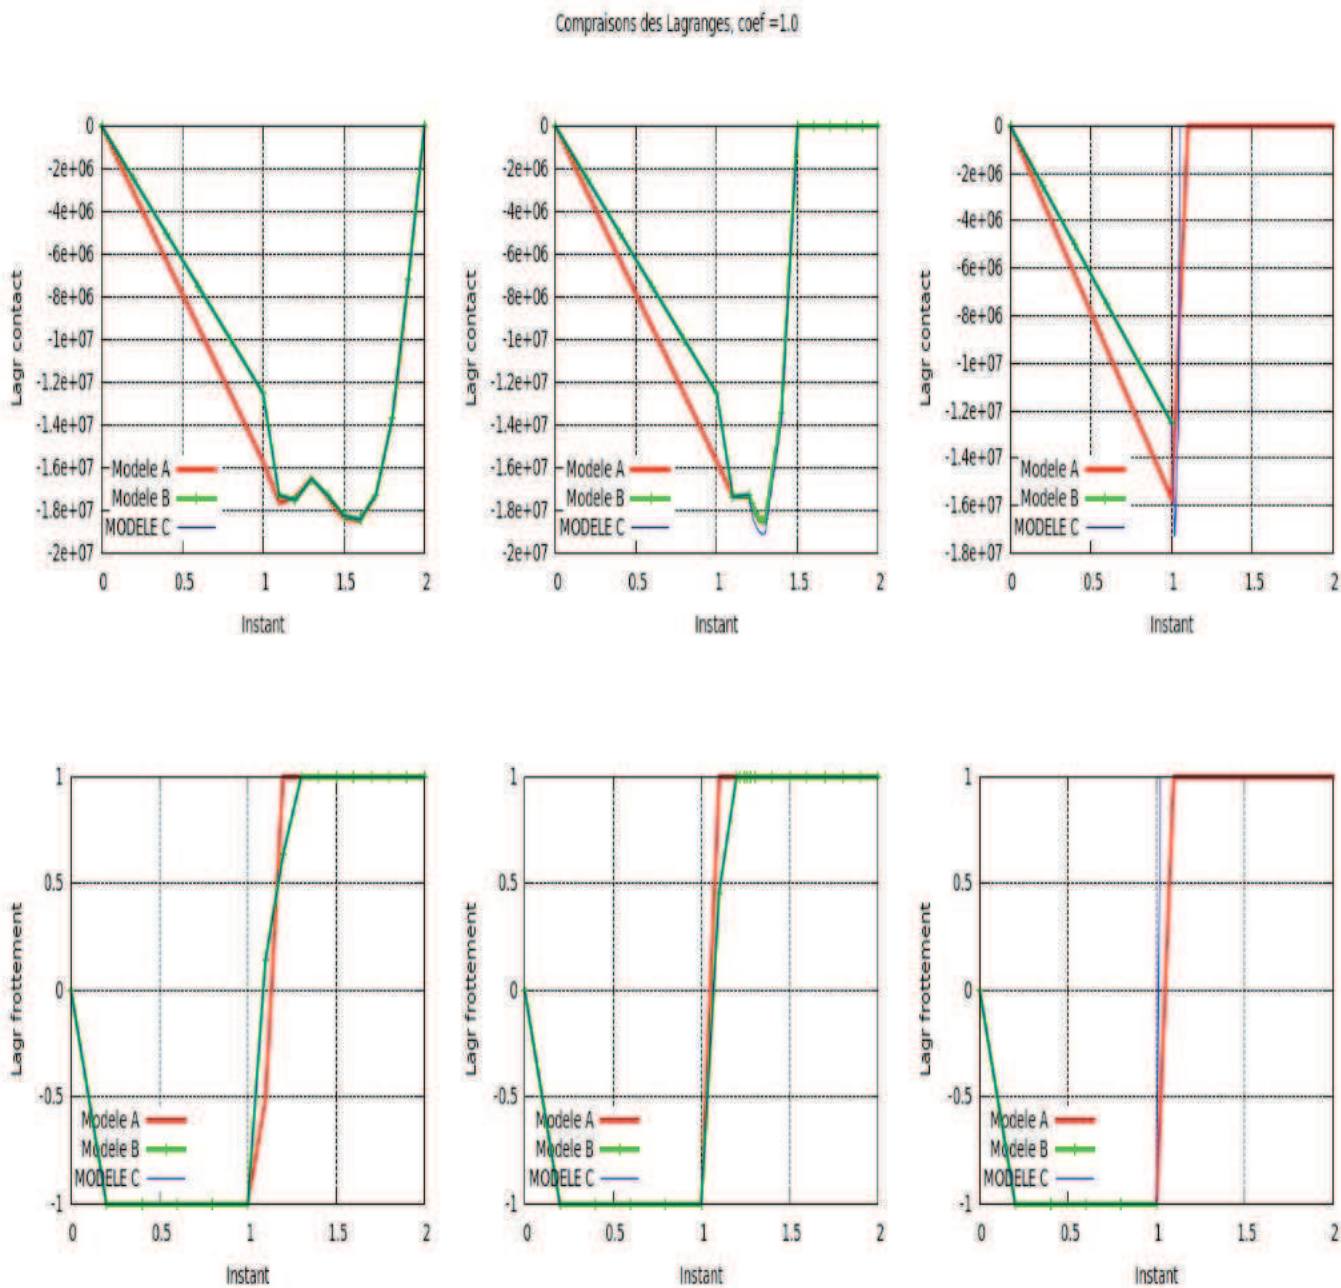 Compraisons des Lagranges, coef =1.0
0
-2e+06
-4e+06
-6e+06
-8e+06
-10e+07
-1.2e+07
-1.4e+07
-1.6e+07
-1.8e+07
-2e+07
Lagr contact
Modele A
Modele B
MODELE C
0 0.5 1 1.5 2
Instant
0
-2e+06
-4e+06
-6e+06
-8e+06
-10e+07
-1.2e+07
-1.4e+07
-1.6e+07
-1.8e+07
-2e+07
Lagr contact
Modele A
Modele B
MODELE C
0 0.5 1 1.5 2
Instant
0
-2e+06
-4e+06
-6e+06
-8e+06
-10e+07
-1.2e+07
-1.4e+07
-1.6e+07
-1.8e+07
Lagr contact
Modele A
Modele B
MODELE C
0 0.5 1 1.5 2
Instant
1
0.5
0
-0.5
-1
Lagr frottement
Modele A
Modele B
MODELE C
0 0.5 1 1.5 2
Instant
1
0.5
0
-0.5
-1
Lagr frottement
Modele A
Modele B
MODELE C
0 0.5 1 1.5 2
Instant
1
0.5
0
-0.5
-1
Lagr frottement
Modele A
Modele B
MODELE C
0 0.5 1 1.5 2
Instant